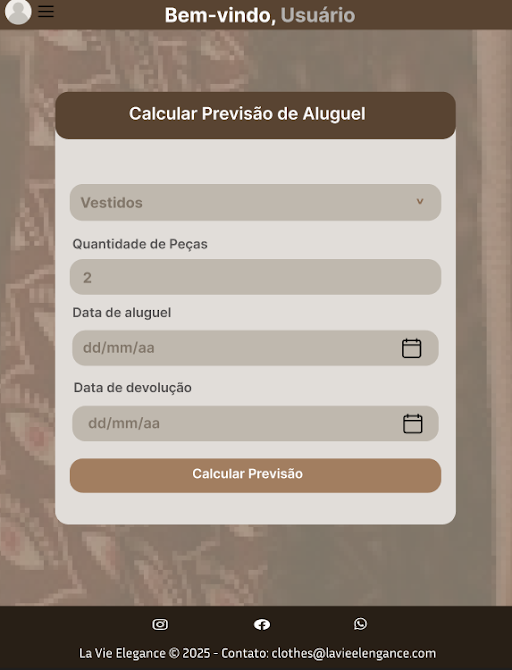 Bem-vindo, Usuário
Calcular Previsão de Aluguel
Vestidos
Quantidade de Peças
2
Data de aluguel
dd/mm/aa
Data de devolução
dd/mm/aa
Calcular Previsão
La Vie Elegance © 2025 - Contato: clothes@lavieelengance.com